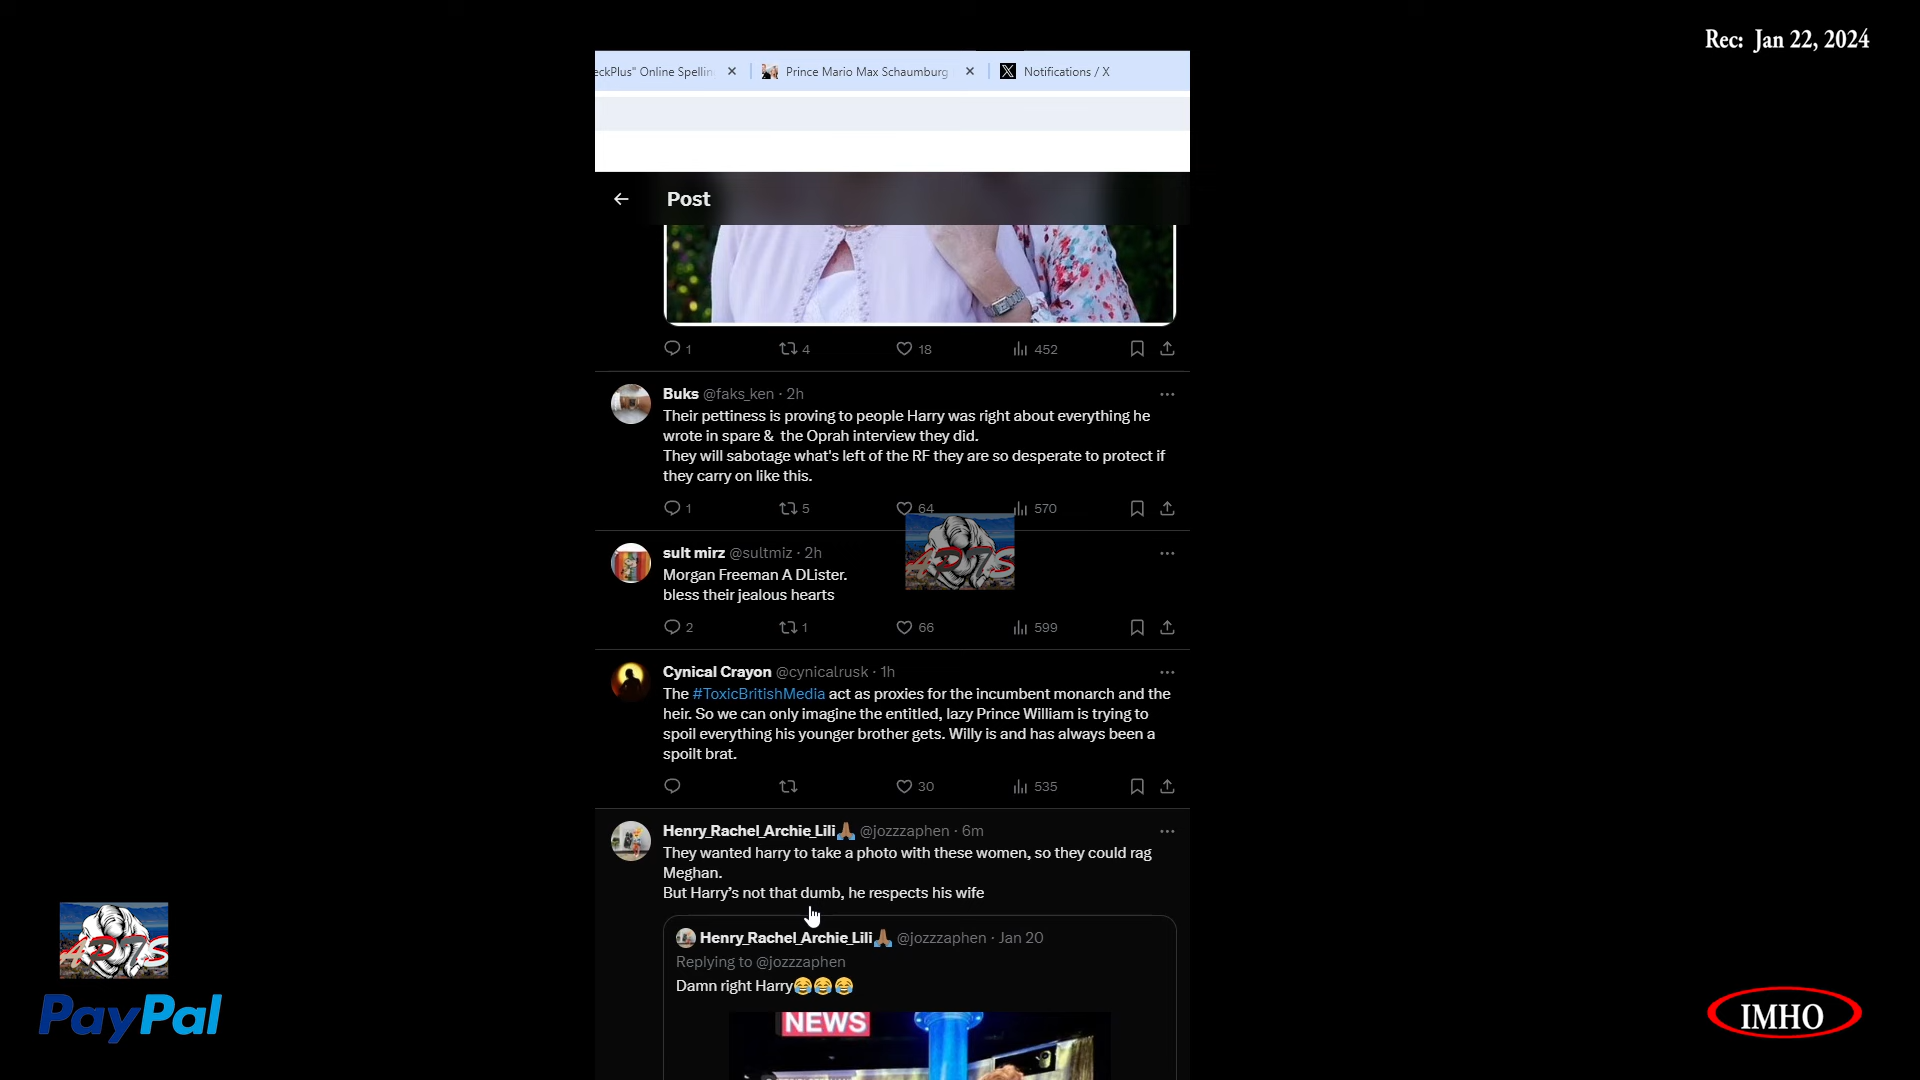 Rec: Jan 22, 2024
eckPlus" Online Spellin
Prince Mario Max Schaumburg
Notifications / X
Post
1 4 18 452
Buks @faks_ken · 2h
Their pettiness is proving to people Harry was right about everything he
wrote in spare & the Oprah interview they did.
They will sabotage what's left of the RF they are so desperate to protect if
they carry on like this.
1 5 64 570
sult mirz @sultmiz · 2h
Morgan Freeman A DLister.
bless their jealous hearts
2 1 66 599
Cynical Crayon @cynicalrusk · 1h
The #ToxicBritishMedia act as proxies for the incumbent monarch and the
heir. So we can only imagine the entitled, lazy Prince William is trying to
spoil everything his younger brother gets. Willy is and has always been a
spoilt brat.
30 535
Henry_Rachel_Archie_Lili🙏🏾 @jozzzaphen · 6m
They wanted harry to take a photo with these women, so they could rag
Meghan.
But Harry's not that dumb, he respects his wife
Henry_Rachel_Archie_Lili🙏🏾 @jozzzaphen · Jan 20
Replying to @jozzzaphen
Damn right Harry😂😂😂
NEWS
PayPal
IMHO